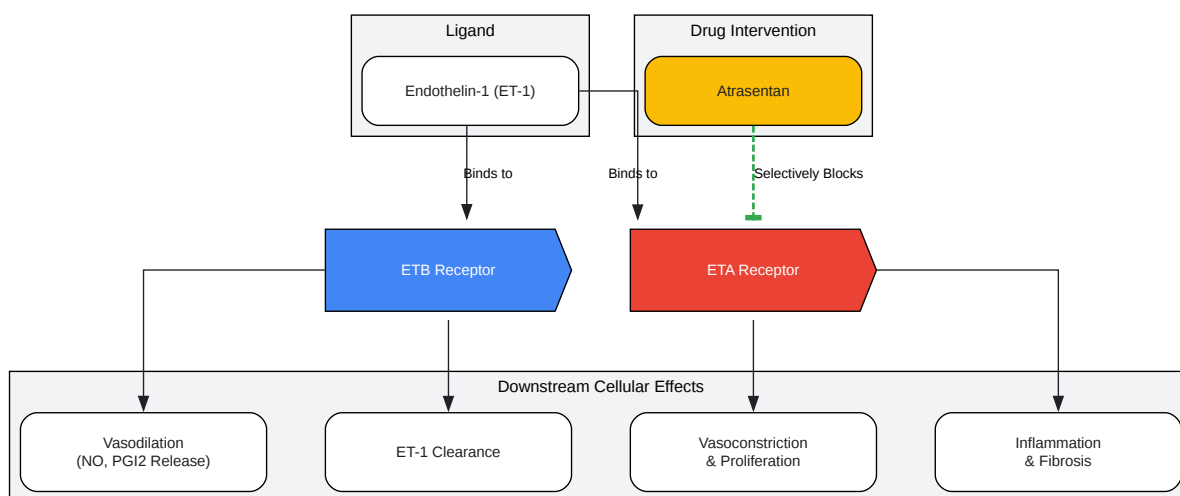 Ligand
Drug Intervention
Endothelin-1 (ET-1)
Atrasentan
Binds to
Binds to
Selectively Blocks
ETB Receptor
ETA Receptor
Downstream Cellular Effects
Vasodilation
(NO, PGI2 Release)
ET-1 Clearance
Vasoconstriction
& Proliferation
Inflammation
& Fibrosis